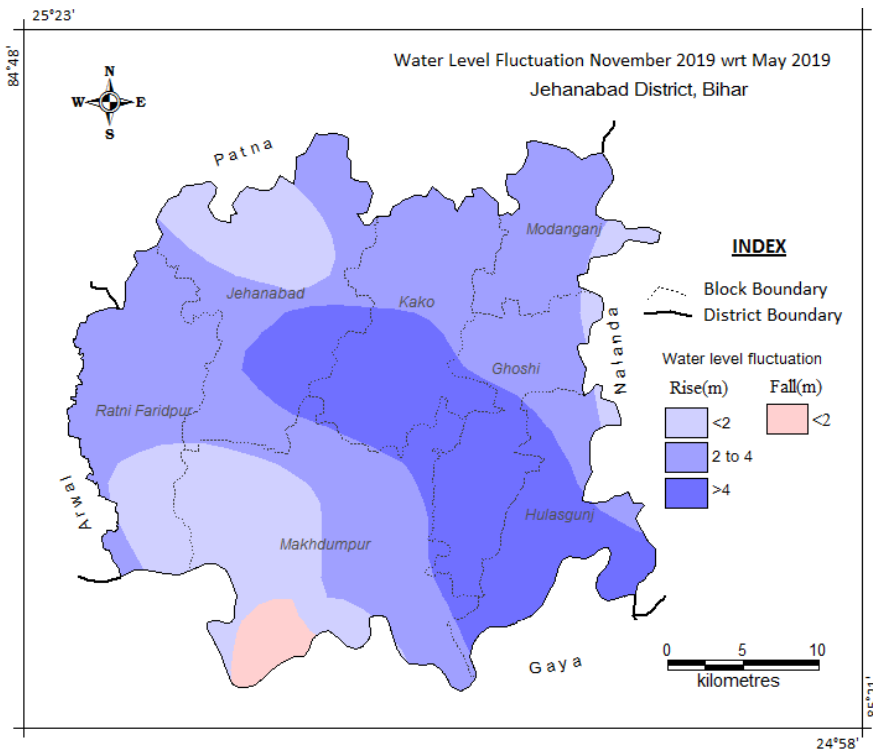 25°23'
84°48'
Water Level Fluctuation November 2019 wrt May 2019
Jehanabad District, Bihar
N
W E
S
Patna
Modanganj
INDEX
Block Boundary
District Boundary
Jehanabad
Kako
Nalanda
Ghoshi
Water level fluctuation
Rise(m) Fall(m)
<2 <2
2 to 4
>4
Ratni Faridpur
Arwal
Hulasgunj
Makhdumpur
Gaya
0 5 10
kilometres
24°58'